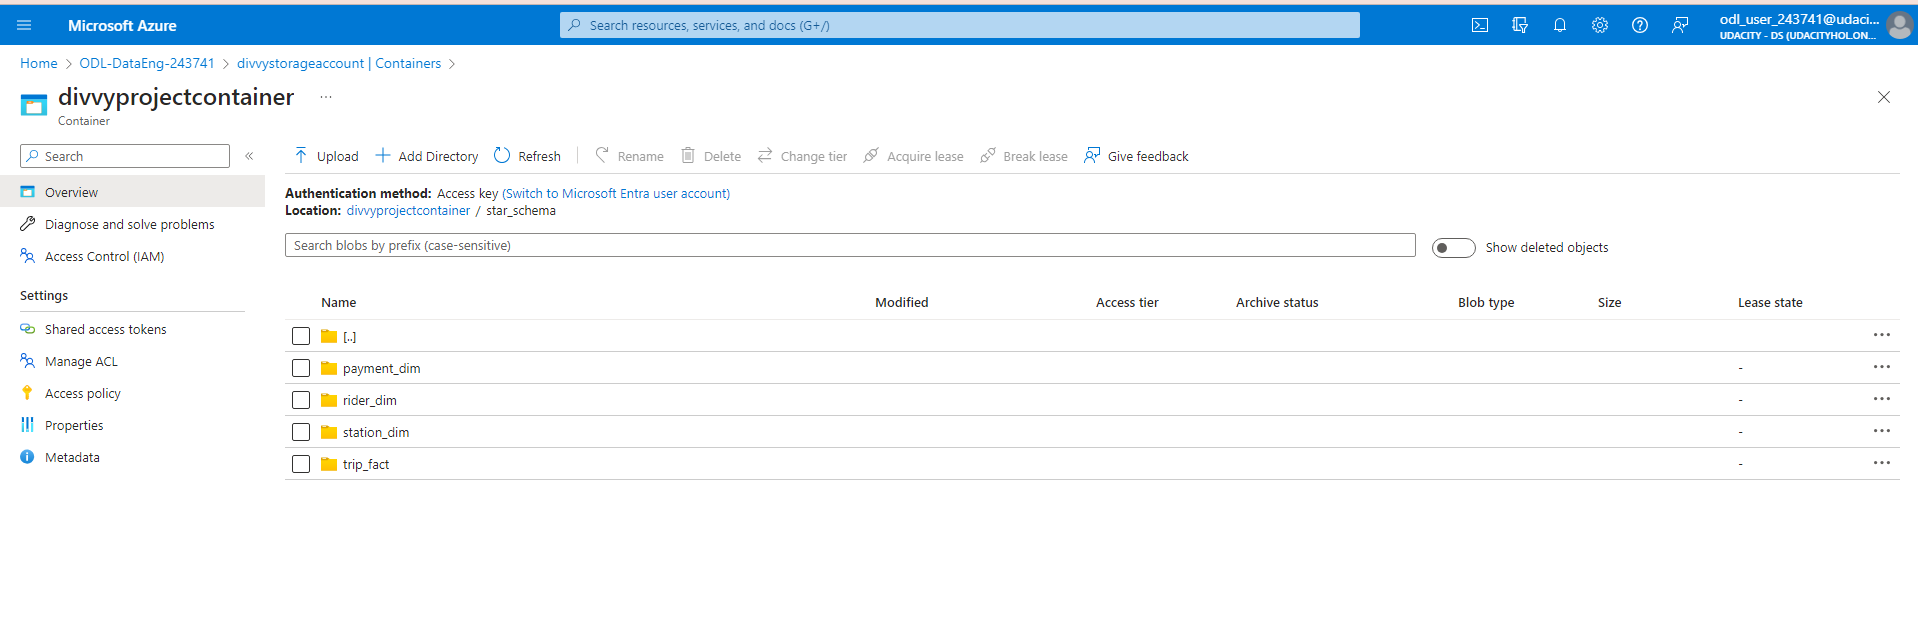 Microsoft Azure
Search resources, services, and docs (G+/)
odl_user_243741@udaci...
UDACITY - DS (UDACITYHOL.ON...
Home > ODL-DataEng-243741 > divvystorageaccount | Containers >
divvyprojectcontainer ...
Container
Search «
Upload Add Directory Refresh Rename Delete Change tier Acquire lease Break lease Give feedback
Overview
Diagnose and solve problems
Access Control (IAM)
Settings
Shared access tokens
Manage ACL
Access policy
Properties
Metadata
Authentication method: Access key (Switch to Microsoft Entra user account)
Location: divvyprojectcontainer / star_schema
Search blobs by prefix (case-sensitive)
Show deleted objects
Name Modified Access tier Archive status Blob type Size Lease state
[..] ...
payment_dim - ...
rider_dim - ...
station_dim - ...
trip_fact - ...